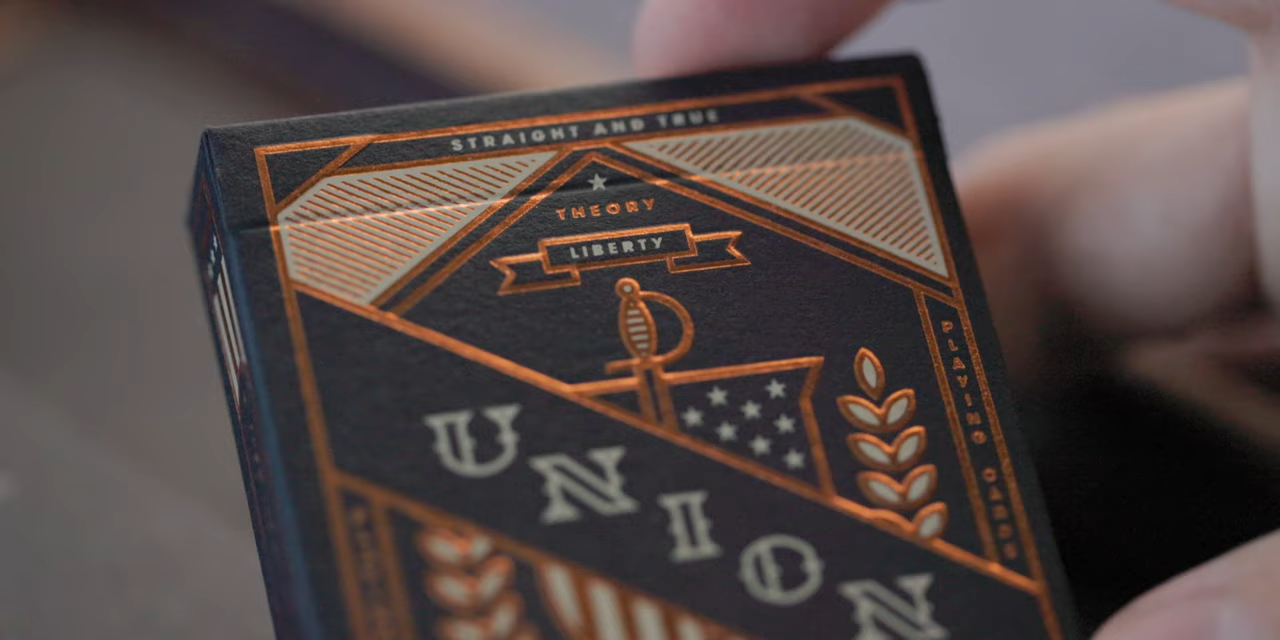 STRAIGHT AND TRUE
THEORY
LIBERTY
PLAYING CARDS
UNION